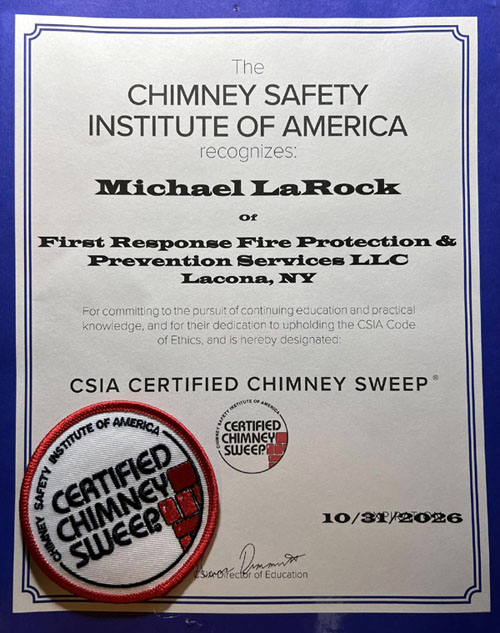 The
CHIMNEY SAFETY
INSTITUTE OF AMERICA
recognizes:
Michael LaRock
of
First Response Fire Protection &
Prevention Services LLC
Lacona, NY
For committing to the pursuit of continuing education and practical
knowledge, and for their dedication to upholding the CSIA Code
of Ethics, and is hereby designated:
CSIA CERTIFIED CHIMNEY SWEEP®
CHIMNEY SAFETY INSTITUTE OF AMERICA
CERTIFIED
CHIMNEY
SWEEP
CHIMNEY SAFETY INSTITUTE OF AMERICA
CERTIFIED
CHIMNEY
SWEEP
10/31/2026
CSIA Director of Education